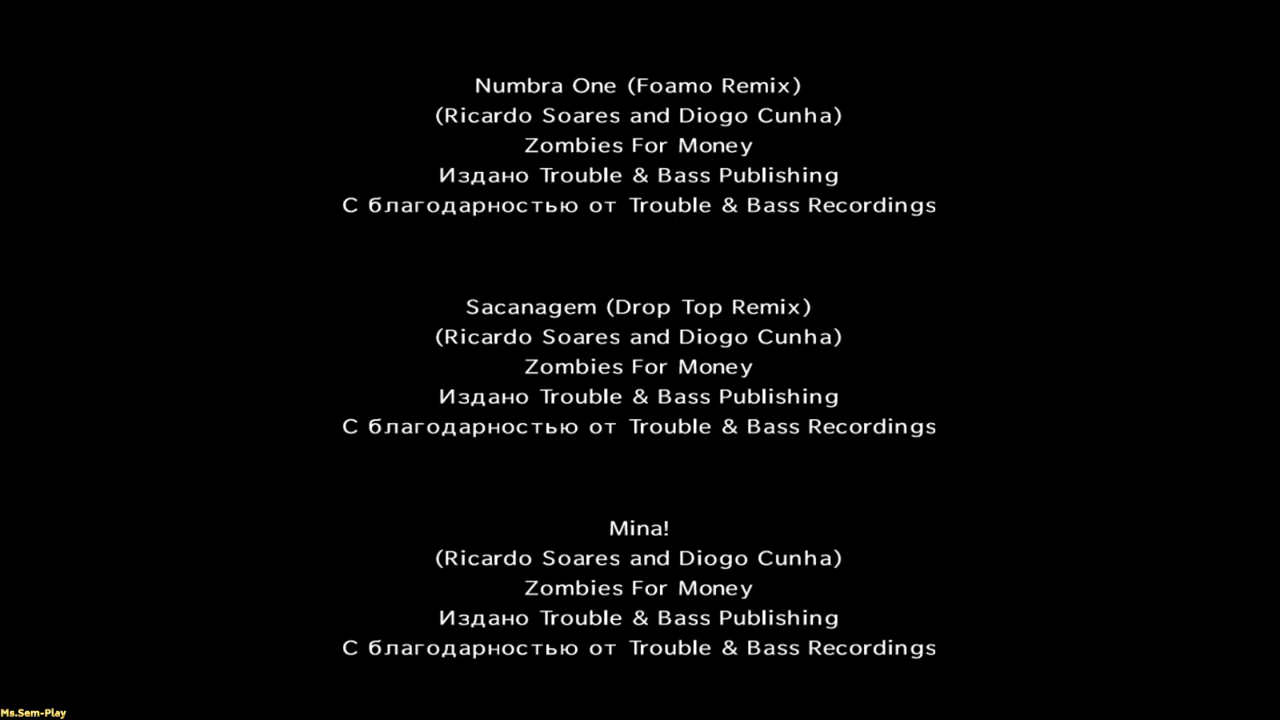 Numbra One (Foamo Remix)
(Ricardo Soares and Diogo Cunha)
Zombies For Money
Издано Trouble & Bass Publishing
С благодарностью от Trouble & Bass Recordings
Sacanagem (Drop Top Remix)
(Ricardo Soares and Diogo Cunha)
Zombies For Money
Издано Trouble & Bass Publishing
С благодарностью от Trouble & Bass Recordings
Mina!
(Ricardo Soares and Diogo Cunha)
Zombies For Money
Издано Trouble & Bass Publishing
С благодарностью от Trouble & Bass Recordings
Ms.Sem-Play